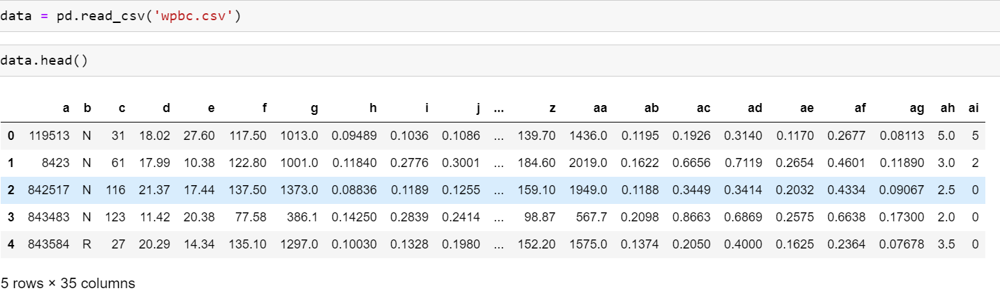 data = pd.read_csv('wpbc.csv')
data.head()
a b c d e f g h i j ... z aa ab ac ad ae af ag ah ai
0 119513 N 31 18.02 27.60 117.50 1013.0 0.09489 0.1036 0.1086 ... 139.70 1436.0 0.1195 0.1926 0.3140 0.1170 0.2677 0.08113 5.0 5
1 8423 N 61 17.99 10.38 122.80 1001.0 0.11840 0.2776 0.3001 ... 184.60 2019.0 0.1622 0.6656 0.7119 0.2654 0.4601 0.11890 3.0 2
2 842517 N 116 21.37 17.44 137.50 1373.0 0.08836 0.1189 0.1255 ... 159.10 1949.0 0.1188 0.3449 0.3414 0.2032 0.4334 0.09067 2.5 0
3 843483 N 123 11.42 20.38 77.58 386.1 0.14250 0.2839 0.2414 ... 98.87 567.7 0.2098 0.8663 0.6869 0.2575 0.6638 0.17300 2.0 0
4 843584 R 27 20.29 14.34 135.10 1297.0 0.10030 0.1328 0.1980 ... 152.20 1575.0 0.1374 0.2050 0.4000 0.1625 0.2364 0.07678 3.5 0
5 rows × 35 columns